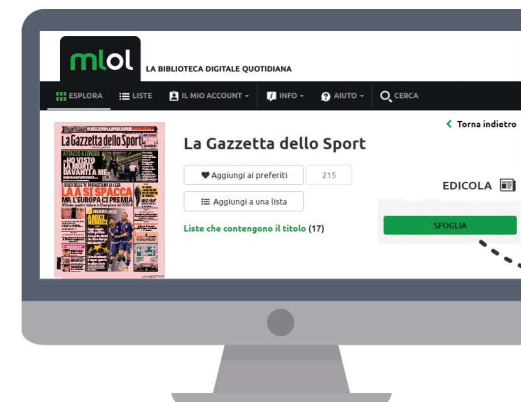 mlol
LA BIBLIOTECA DIGITALE QUOTIDIANA
ESPLORA LISTE IL MIO ACCOUNT INFO AIUTO CERCA
Torna indietro
La Gazzetta dello Sport
La Gazzetta dello Sport
HO VISTO
LA MORTE
DAVANTI A ME
LA A SI SPACCA
MA L'EUROPA CI PREMIA
AMICI
NEMICI
Aggiungi ai preferiti 215
Aggiungi a una lista
Liste che contengono il titolo (17)
EDICOLA
SFOGLIA